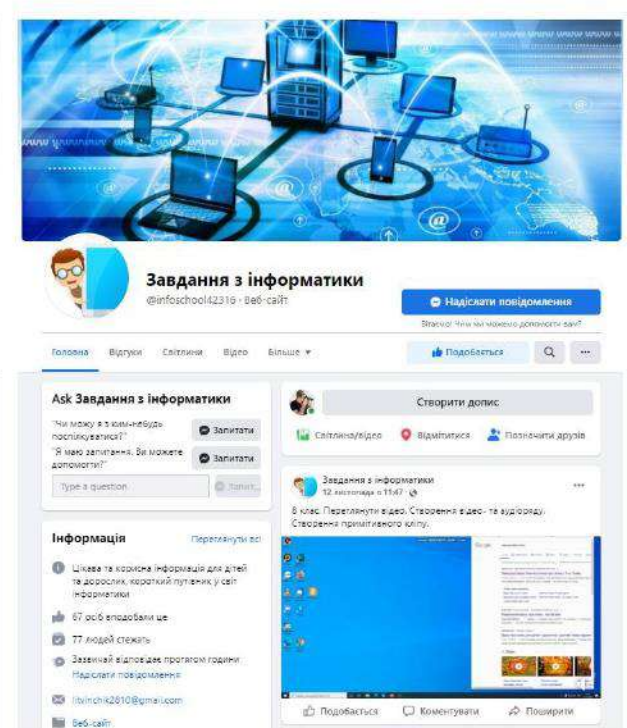 Завдання з інформатики
@infoschool42316 · Веб-сайт
Надіслати повідомлення
Вітаємо! Чим ми можемо допомогти вам?
Головна Відгуки Світлини Відео Більше
Подобається
Ask Завдання з інформатики
"Чи можу я з ким-небудь поспілкуватися?"
Запитати
"Я маю запитання. Ви можете допомогти?"
Запитати
Type a question
Запит...
Інформація
Переглянути всі
Цікава та корисна інформація для дітей
та дорослих, короткий путівник у світ
інформатики
67 осіб вподобали це
77 людей стежать
Зазвичай відповідає протягом години
Надіслати повідомлення
litvinchik2810@gmail.com
Веб-сайт
Створити допис
Світлина/відео Відмітитися Позначити друзів
Завдання з інформатики
12 листопада о 11:47
8 клас. Переглянути відео. Створення відео- та аудіоряду.
Створення примітивного кліпу.
Подобається Коментувати Поширити